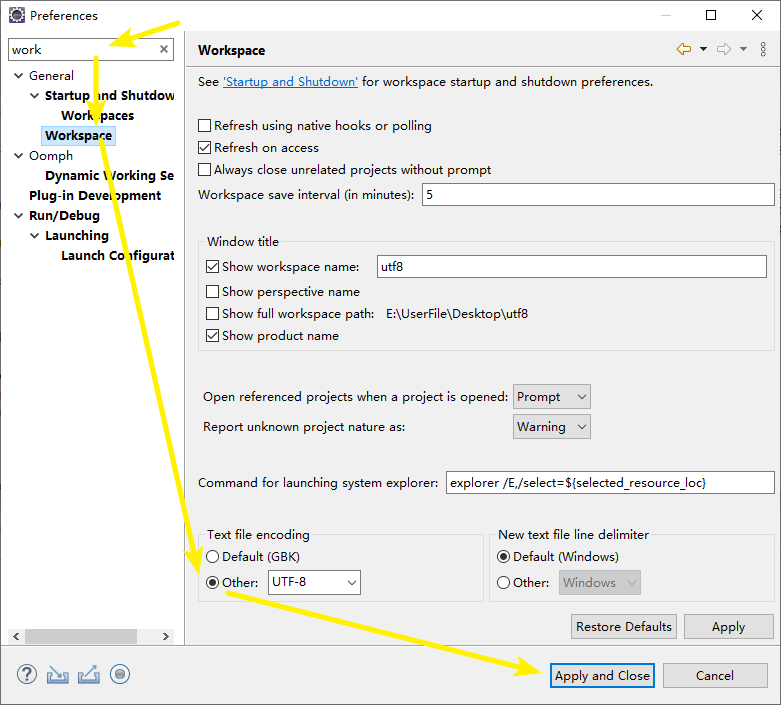 Preferences
work
General
Startup and Shutdow
Workspaces
Workspace
Oomph
Dynamic Working Se
Plug-in Development
Run/Debug
Launching
Launch Configurat
Workspace
See 'Startup and Shutdown' for workspace startup and shutdown preferences.
Refresh using native hooks or polling
Refresh on access
Always close unrelated projects without prompt
Workspace save interval (in minutes): 5
Window title
Show workspace name: utf8
Show perspective name
Show full workspace path: E:\UserFile\Desktop\utf8
Show product name
Open referenced projects when a project is opened: Prompt
Report unknown project nature as: Warning
Command for launching system explorer: explorer /E,/select=${selected_resource_loc}
Text file encoding
Default (GBK)
Other: UTF-8
New text file line delimiter
Default (Windows)
Other: Windows
Restore Defaults Apply
Apply and Close Cancel